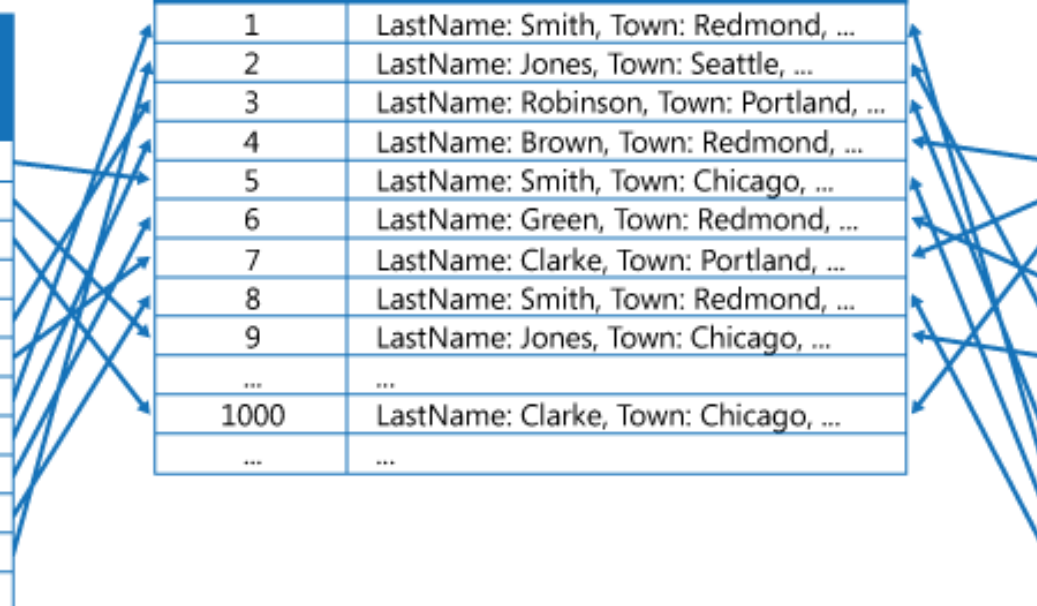 1 LastName: Smith, Town: Redmond, ...
2 LastName: Jones, Town: Seattle, ...
3 LastName: Robinson, Town: Portland, ...
4 LastName: Brown, Town: Redmond, ...
5 LastName: Smith, Town: Chicago, ...
6 LastName: Green, Town: Redmond, ...
7 LastName: Clarke, Town: Portland, ...
8 LastName: Smith, Town: Redmond, ...
9 LastName: Jones, Town: Chicago, ...
... ...
1000 LastName: Clarke, Town: Chicago, ...
... ...